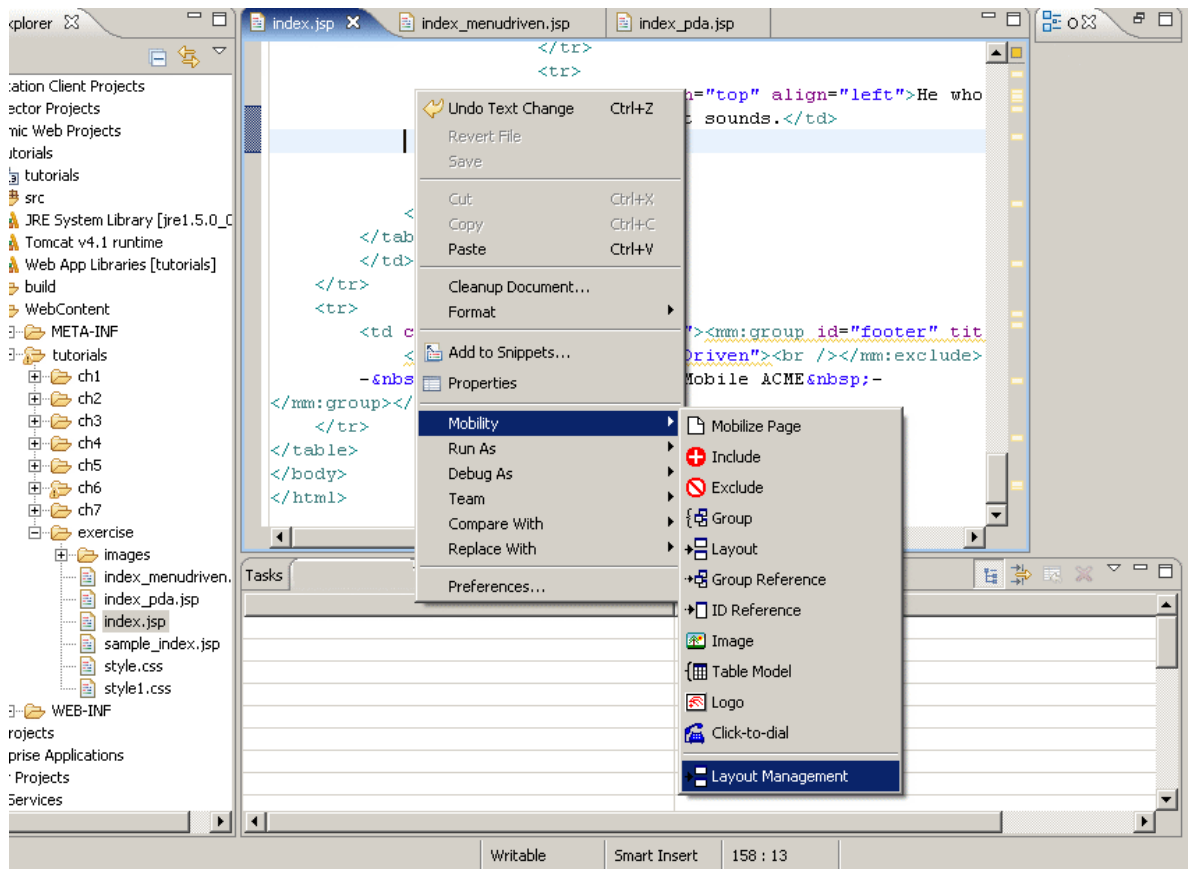 xplorer
ation Client Projects
ector Projects
mic Web Projects
utorials
tutorials
src
JRE System Library [jre1.5.0_0
Tomcat v4.1 runtime
Web App Libraries [tutorials]
build
WebContent
META-INF
tutorials
ch1
ch2
ch3
ch4
ch5
ch6
ch7
exercise
images
index_menudriven.
index_pda.jsp
index.jsp
sample_index.jsp
style.css
style1.css
WEB-INF
rojects
prise Applications
r Projects
Services
index.jsp
index_menudriven.jsp
index_pda.jsp
o
</tr>
<tr>
="top" align="left">He who
t sounds.</td>
<
</tab
</td>
</tr>
<tr>
<td c
"><mm:group id="footer" tit
<
Driven"><br /></mm:exclude>
-&nbs
Mobile ACME&nbsp;-
</mm:group></
</tr>
</table>
</body>
</html>
Undo Text Change Ctrl+Z
Revert File
Save
Cut Ctrl+X
Copy Ctrl+C
Paste Ctrl+V
Cleanup Document...
Format
Add to Snippets...
Properties
Mobility
Run As
Debug As
Team
Compare With
Replace With
Preferences...
Mobilize Page
Include
Exclude
Group
Layout
Group Reference
ID Reference
Image
Table Model
Logo
Click-to-dial
Layout Management
Tasks
Writable
Smart Insert
158 : 13